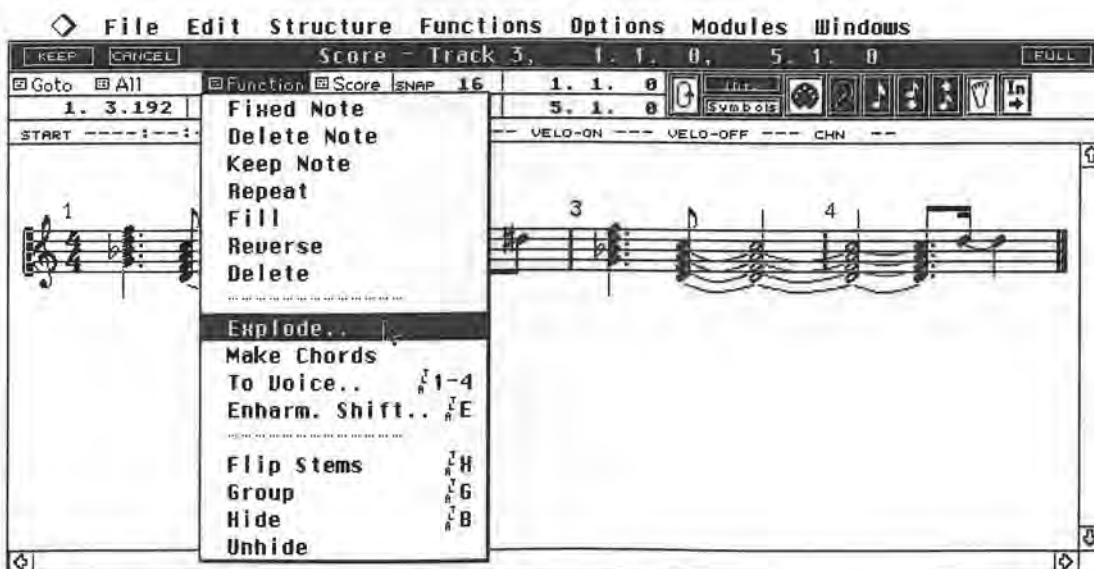 File Edit Structure Functions Options Modules Windows
KEEP CANCEL Score - Track 3, 1. 1. 0, 5. 1. 0 FULL
Goto All Function Score SNAP 16 1. 1. 0
1. 3.192 5. 1. 0 Symbols In
START ----:--: -- VELO-ON --- VELO-OFF --- CHN --
Fixed Note
Delete Note
Keep Note
Repeat
Fill
Reverse
Delete
Explode..
Make Chords
To Voice.. 1-4
Enharm. Shift.. E
Flip Stems X
Group G
Hide B
Unhide
1 3 4
4
4